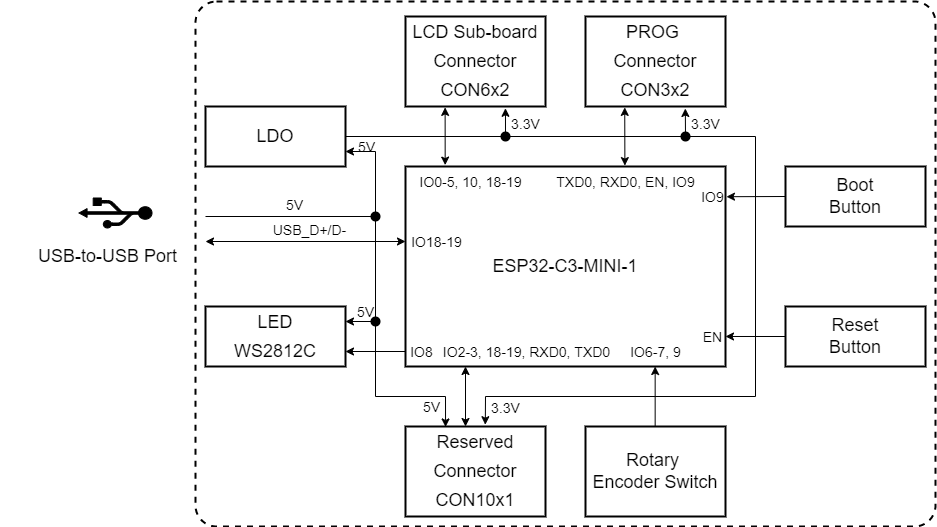 LCD Sub-board
Connector
CON6x2
PROG
Connector
CON3x2
3.3V
3.3V
LDO
5V
IO0-5, 10, 18-19
TXD0, RXD0, EN, IO9
IO9
Boot
Button
5V
USB_D+/D-
IO18-19
USB-to-USB Port
ESP32-C3-MINI-1
5V
LED
WS2812C
IO8
IO2-3, 18-19, RXD0, TXD0
IO6-7, 9
EN
Reset
Button
5V
3.3V
Reserved
Connector
CON10x1
Rotary
Encoder Switch